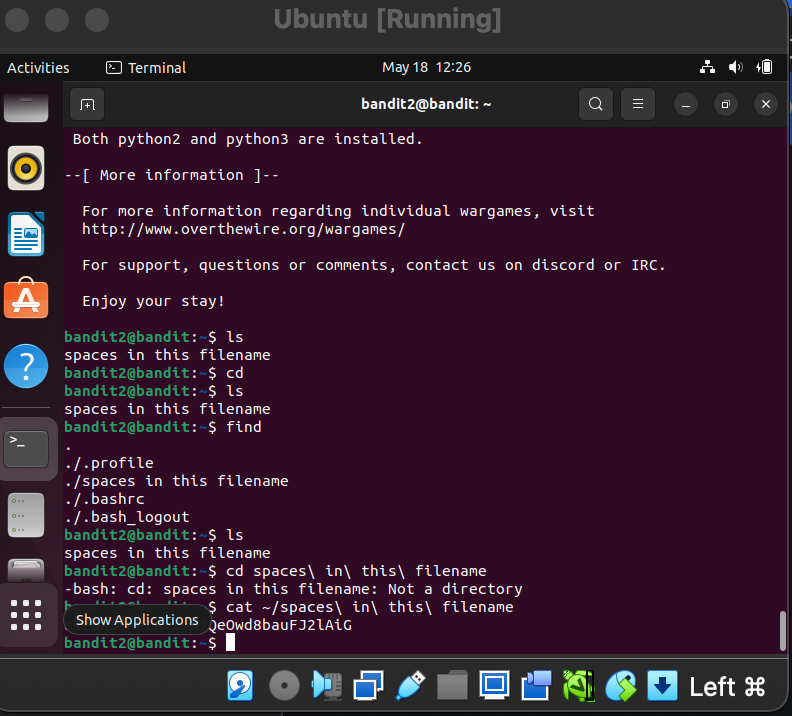 Ubuntu [Running]
Activities
Terminal
May 18 12:26
bandit2@bandit: ~
Both python2 and python3 are installed.
--[ More information ]--
For more information regarding individual wargames, visit
http://www.overthewire.org/wargames/
For support, questions or comments, contact us on discord or IRC.
Enjoy your stay!
bandit2@bandit:~$ ls
spaces in this filename
bandit2@bandit:~$ cd
bandit2@bandit:~$ ls
spaces in this filename
bandit2@bandit:~$ find
.
./.profile
./spaces in this filename
./.bashrc
./.bash_logout
bandit2@bandit:~$ ls
spaces in this filename
bandit2@bandit:~$ cd spaces\ in\ this\ filename
-bash: cd: spaces in this filename: Not a directory
$ cat ~/spaces\ in\ this\ filename
Show Applications
QeOwd8bauFJ2lAiG
bandit2@bandit:~$
Left ⌘